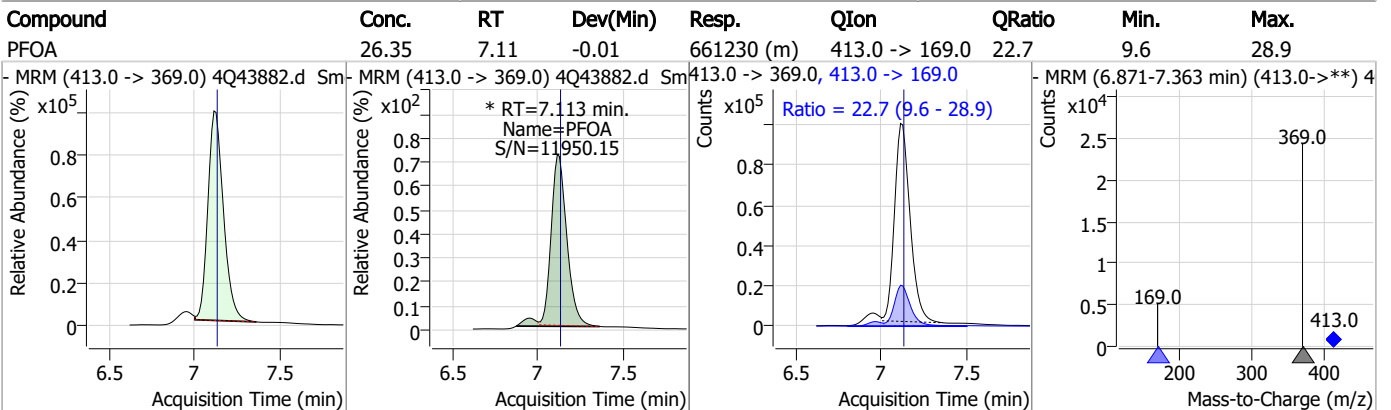 Compound Conc. RT Dev(Min) Resp. QIon QRatio Min. Max.
PFOA 26.35 7.11 -0.01 661230 (m) 413.0 -> 169.0 22.7 9.6 28.9
- MRM (413.0 -> 369.0) 4Q43882.d Sm
Relative Abundance (%)
x10⁵
0.8
0.6
0.4
0.2
0
6.5 7 7.5
Acquisition Time (min)
- MRM (413.0 -> 369.0) 4Q43882.d Sm
Relative Abundance (%)
x10²
* RT=7.113 min.
Name=PFOA
S/N=11950.15
0.8
0.7
0.6
0.5
0.4
0.3
0.2
0.1
0
6.5 7 7.5
Acquisition Time (min)
413.0 -> 369.0, 413.0 -> 169.0
Counts
x10⁵
Ratio = 22.7 (9.6 - 28.9)
0.8
0.6
0.4
0.2
0
6.5 7 7.5
Acquisition Time (min)
- MRM (6.871-7.363 min) (413.0->**) 4
Counts
x10⁴
2.5
2
1.5
1
0.5
0
369.0
169.0
413.0
200 300 400
Mass-to-Charge (m/z)